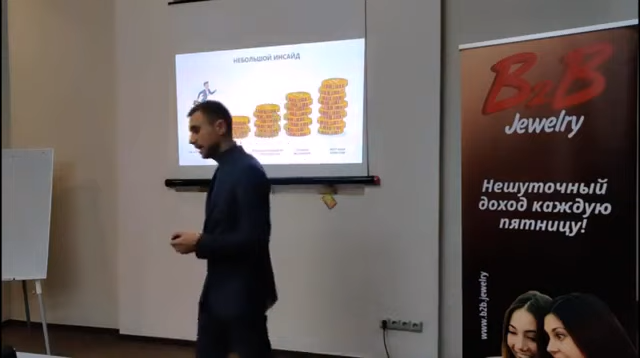 НЕБОЛЬШОЙ ИНСАЙД
B2B
Jewelry
Нешуточный
доход каждую
пятницу!
www.b2b.jewelry